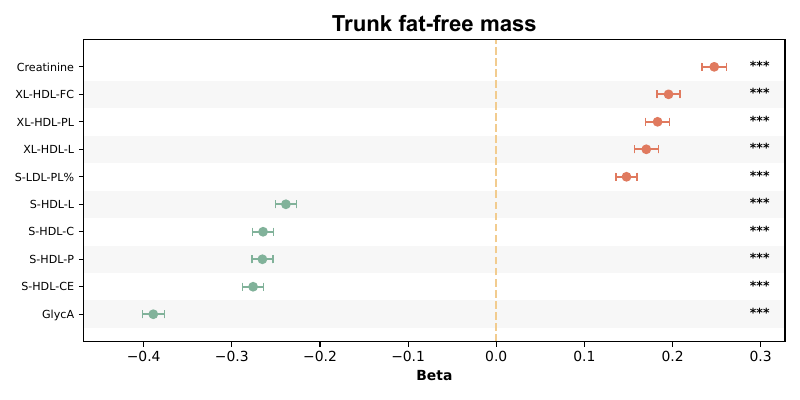 Trunk fat-free mass
Creatinine ***
XL-HDL-FC ***
XL-HDL-PL ***
XL-HDL-L ***
S-LDL-PL% ***
S-HDL-L ***
S-HDL-C ***
S-HDL-P ***
S-HDL-CE ***
GlycA ***
−0.4 −0.3 −0.2 −0.1 0.0 0.1 0.2 0.3
Beta